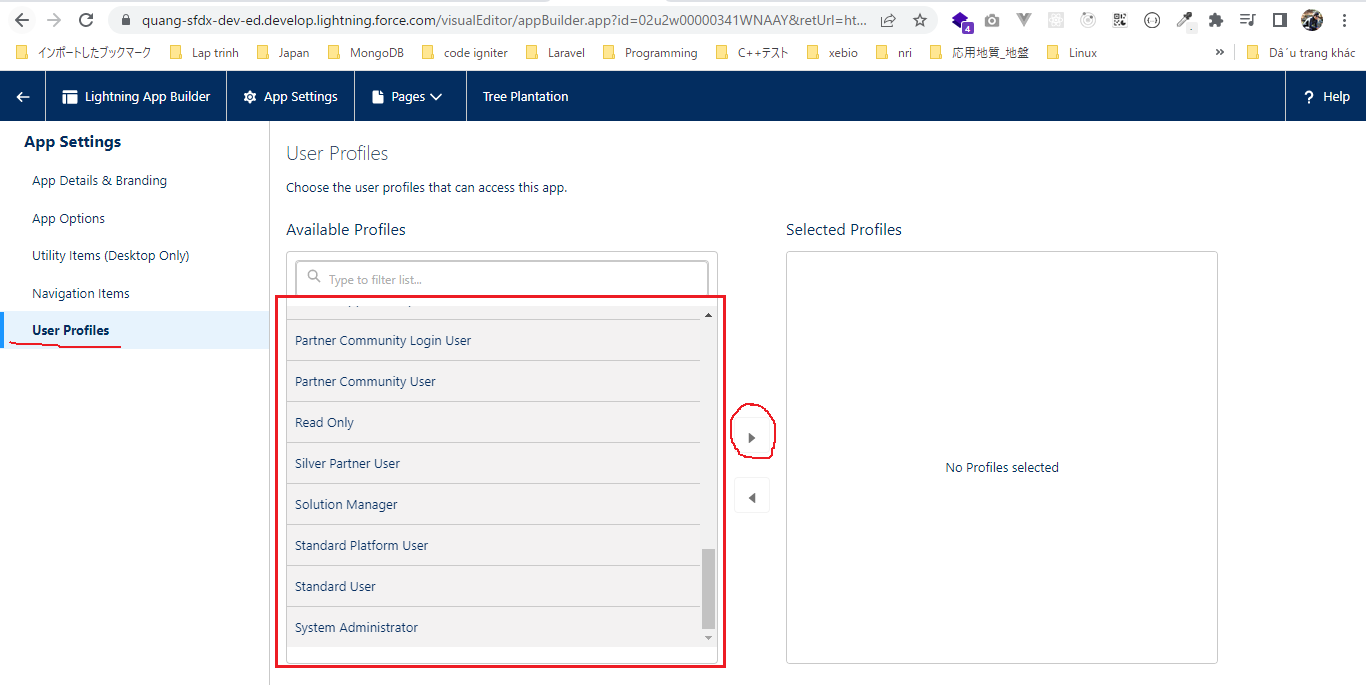 quang-sfdx-dev-ed.develop.lightning.force.com/visualEditor/appBuilder.app?id=02u2w00000341WNAAY&retUrl=ht...
4
インポートしたブックマーク Lap trinh Japan MongoDB code igniter Laravel Programming C++テスト xebio nri 応用地質_地盤 Linux » Dấu trang khác
Lightning App Builder App Settings Pages Tree Plantation ? Help
App Settings
App Details & Branding
App Options
Utility Items (Desktop Only)
Navigation Items
User Profiles
User Profiles
Choose the user profiles that can access this app.
Available Profiles
Type to filter list...
Partner Community Login User
Partner Community User
Read Only
Silver Partner User
Solution Manager
Standard Platform User
Standard User
System Administrator
Selected Profiles
No Profiles selected